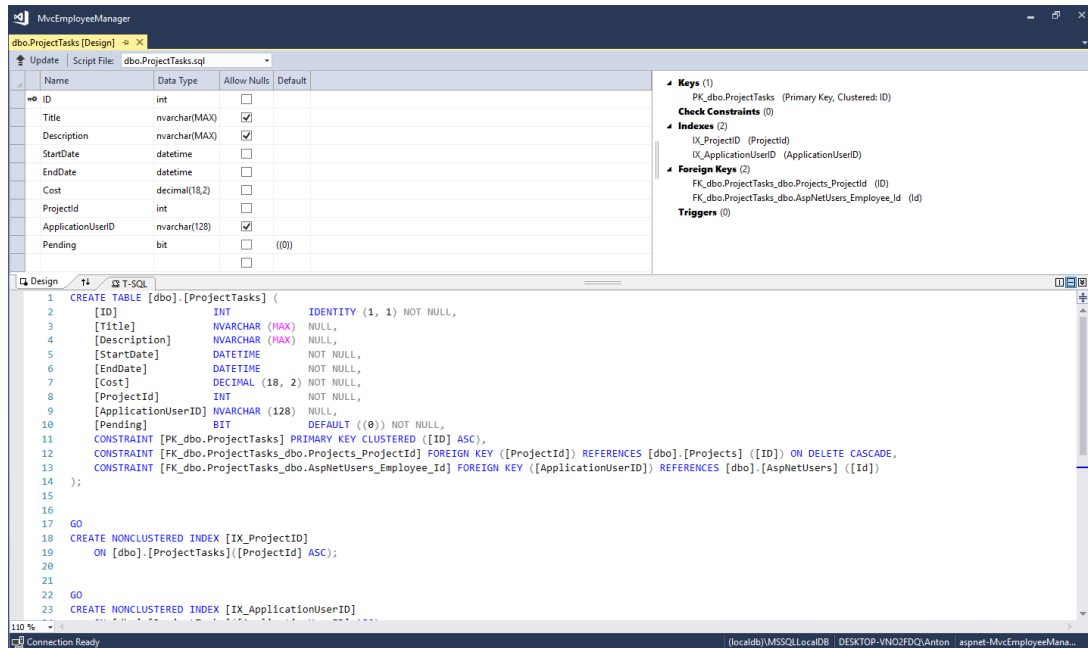 MvcEmployeeManager
dbo.ProjectTasks [Design]
Update Script File: dbo.ProjectTasks.sql
Name Data Type Allow Nulls Default
ID int
Title nvarchar(MAX)
Description nvarchar(MAX)
StartDate datetime
EndDate datetime
Cost decimal(18,2)
ProjectId int
ApplicationUserID nvarchar(128)
Pending bit ((0))
Keys (1)
PK_dbo.ProjectTasks (Primary Key, Clustered: ID)
Check Constraints (0)
Indexes (2)
IX_ProjectID (ProjectId)
IX_ApplicationUserID (ApplicationUserID)
Foreign Keys (2)
FK_dbo.ProjectTasks_dbo.Projects_ProjectId (ID)
FK_dbo.ProjectTasks_dbo.AspNetUsers_Employee_Id (Id)
Triggers (0)
Design T-SQL
1 CREATE TABLE [dbo].[ProjectTasks] (
2 [ID] INT IDENTITY (1, 1) NOT NULL,
3 [Title] NVARCHAR (MAX) NULL,
4 [Description] NVARCHAR (MAX) NULL,
5 [StartDate] DATETIME NOT NULL,
6 [EndDate] DATETIME NOT NULL,
7 [Cost] DECIMAL (18, 2) NOT NULL,
8 [ProjectId] INT NOT NULL,
9 [ApplicationUserID] NVARCHAR (128) NULL,
10 [Pending] BIT DEFAULT ((0)) NOT NULL,
11 CONSTRAINT [PK_dbo.ProjectTasks] PRIMARY KEY CLUSTERED ([ID] ASC),
12 CONSTRAINT [FK_dbo.ProjectTasks_dbo.Projects_ProjectId] FOREIGN KEY ([ProjectId]) REFERENCES [dbo].[Projects] ([ID]) ON DELETE CASCADE,
13 CONSTRAINT [FK_dbo.ProjectTasks_dbo.AspNetUsers_Employee_Id] FOREIGN KEY ([ApplicationUserID]) REFERENCES [dbo].[AspNetUsers] ([Id])
14 );
15
16
17 GO
18 CREATE NONCLUSTERED INDEX [IX_ProjectID]
19 ON [dbo].[ProjectTasks]([ProjectId] ASC);
20
21
22 GO
23 CREATE NONCLUSTERED INDEX [IX_ApplicationUserID]
110 %
Connection Ready (localdb)\MSSQLLocalDB DESKTOP-VNO2FDQ\Anton aspnet-MvcEmployeeMana...